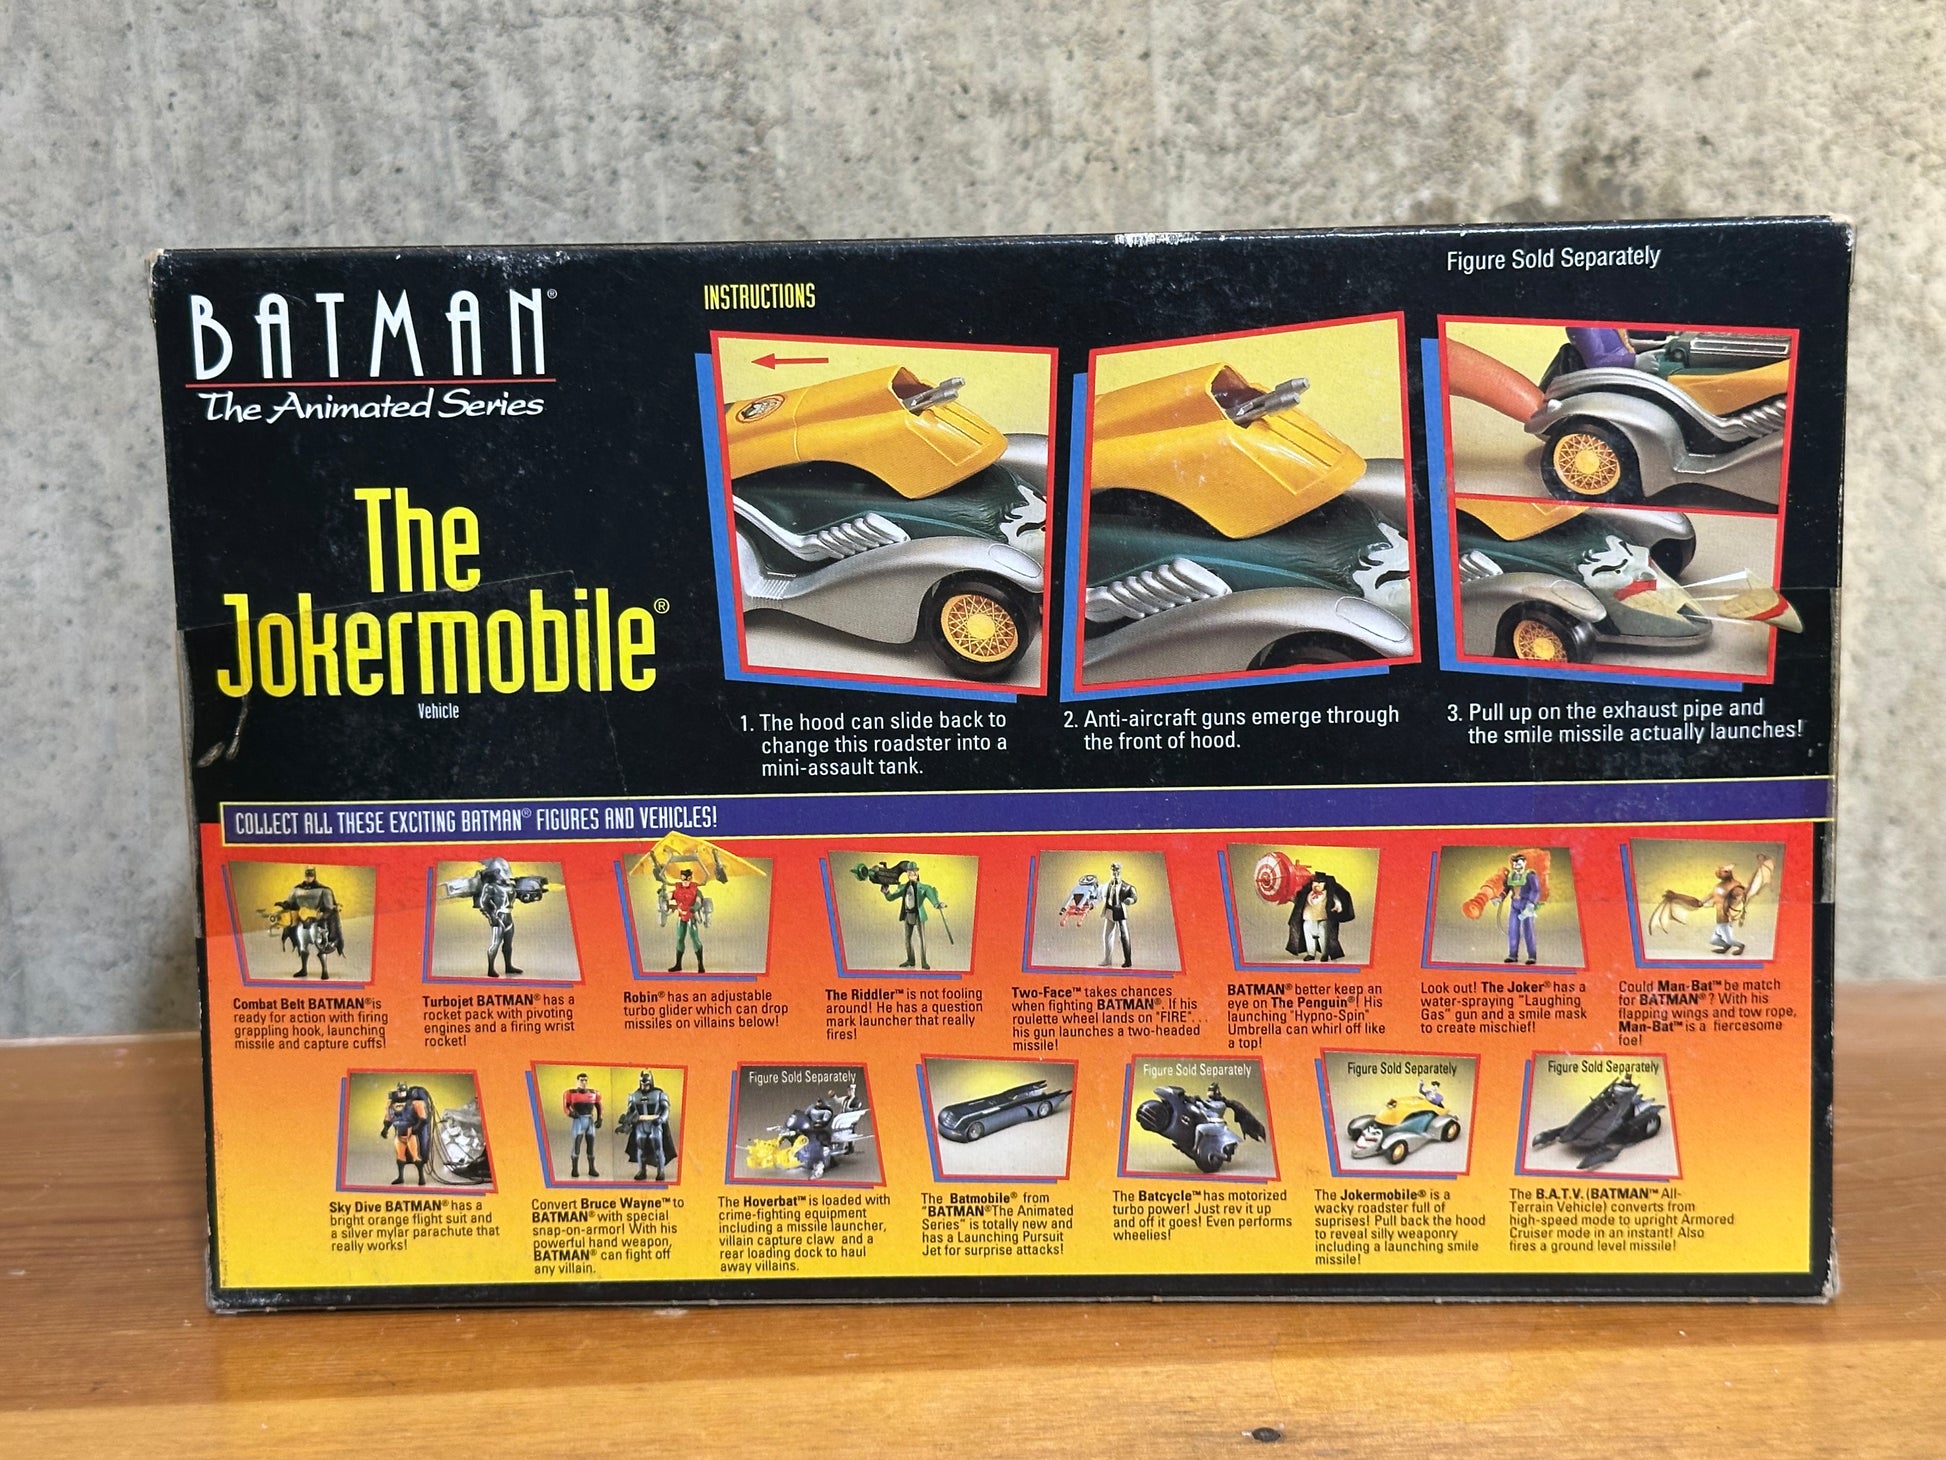 BATMAN®
The Animated Series
The
Jokermobile®
Vehicle
INSTRUCTIONS
Figure Sold Separately
1. The hood can slide back to
change this roadster into a
mini-assault tank.
2. Anti-aircraft guns emerge through
the front of hood.
3. Pull up on the exhaust pipe and
the smile missile actually launches!
COLLECT ALL THESE EXCITING BATMAN® FIGURES AND VEHICLES!
Combat Belt BATMAN® is
ready for action with firing
grappling hook, launching
missile and capture cuffs!
Turbojet BATMAN® has a
rocket pack with pivoting
engines and a firing wrist
rocket!
Robin® has an adjustable
turbo glider which can drop
missiles on villains below!
The Riddler™ is not fooling
around! He has a question
mark launcher that really
fires!
Two-Face™ takes chances
when fighting BATMAN®. If his
roulette wheel lands on "FIRE"...
his gun launches a two-headed
missile!
BATMAN® better keep an
eye on The Penguin®! His
launching "Hypno-Spin"
Umbrella can whirl off like
a top!
Look out! The Joker® has a
water-spraying "Laughing
Gas" gun and a smile mask
to create mischief!
Could Man-Bat™ be match
for BATMAN®? With his
flapping wings and tow rope,
Man-Bat™ is a fiercesome
foe!
Sky Dive BATMAN® has a
bright orange flight suit and
a silver mylar parachute that
really works!
Convert Bruce Wayne™ to
BATMAN® with special
snap-on-armor! With his
powerful hand weapon,
BATMAN® can fight off
any villain.
Figure Sold Separately
The Hoverbat™ is loaded with
crime-fighting equipment
including a missile launcher,
villain capture claw and a
rear loading dock to haul
away villains.
The Batmobile® from
"BATMAN® The Animated
Series" is totally new and
has a Launching Pursuit
Jet for surprise attacks!
Figure Sold Separately
The Batcycle™ has motorized
turbo power! Just rev it up
and off it goes! Even performs
wheelies!
Figure Sold Separately
The Jokermobile® is a
wacky roadster full of
suprises! Pull back the hood
to reveal silly weaponry
including a launching smile
missile!
Figure Sold Separately
The B.A.T.V. (BATMAN™ All-
Terrain Vehicle) converts from
high-speed mode to upright Armored
Cruiser mode in an instant! Also
fires a ground level missile!